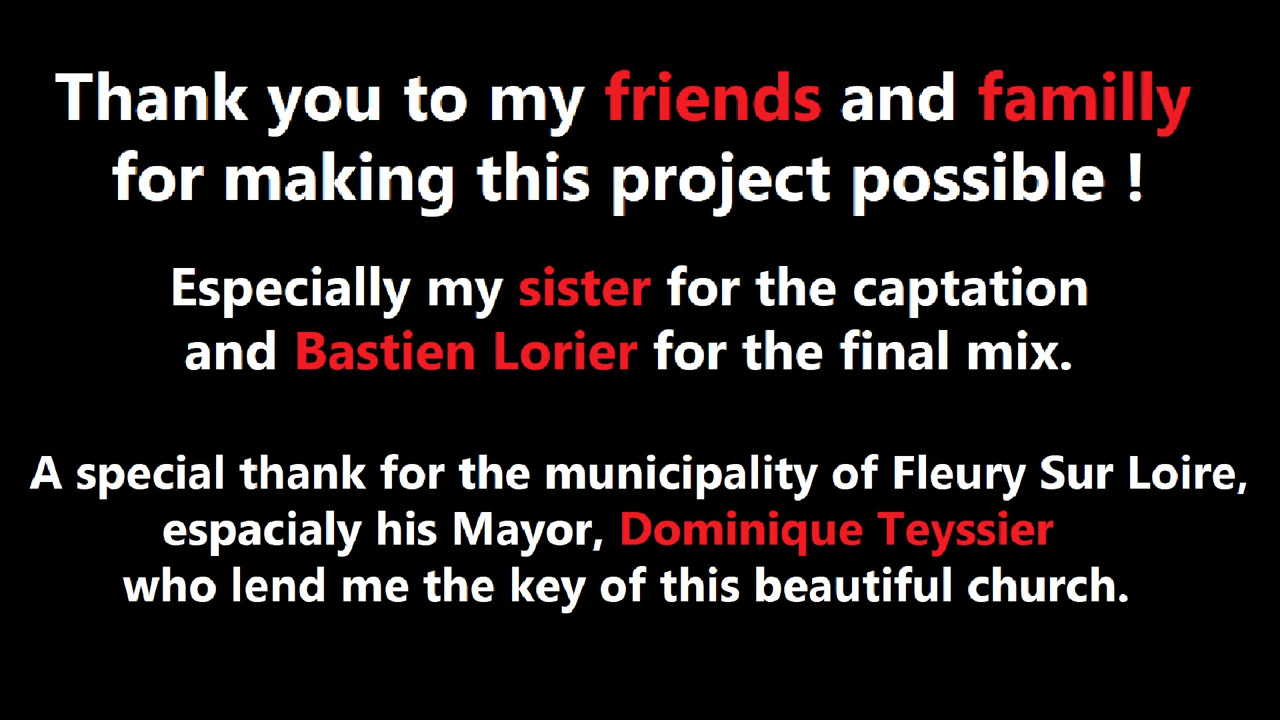 Thank you to my friends and familly
for making this project possible !
Especially my sister for the captation
and Bastien Lorier for the final mix.
A special thank for the municipality of Fleury Sur Loire,
espacialy his Mayor, Dominique Teyssier
who lend me the key of this beautiful church.